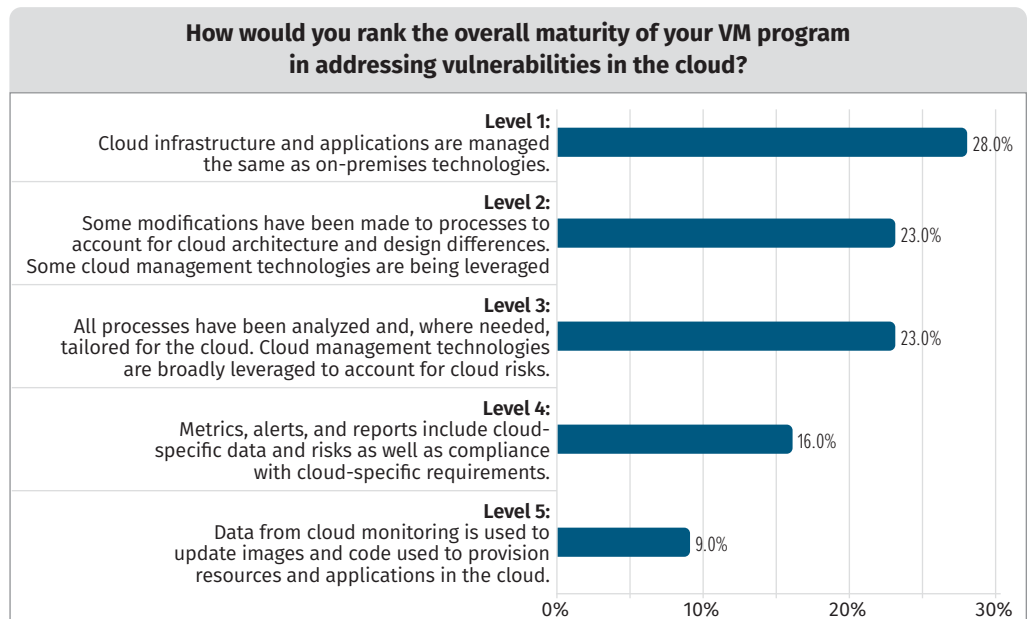 How would you rank the overall maturity of your VM program
in addressing vulnerabilities in the cloud?
Level 1:
Cloud infrastructure and applications are managed
the same as on-premises technologies.
28.0%
Level 2:
Some modifications have been made to processes to
account for cloud architecture and design differences.
Some cloud management technologies are being leveraged
23.0%
Level 3:
All processes have been analyzed and, where needed,
tailored for the cloud. Cloud management technologies
are broadly leveraged to account for cloud risks.
23.0%
Level 4:
Metrics, alerts, and reports include cloud-
specific data and risks as well as compliance
with cloud-specific requirements.
16.0%
Level 5:
Data from cloud monitoring is used to
update images and code used to provision
resources and applications in the cloud.
9.0%
0% 10% 20% 30%